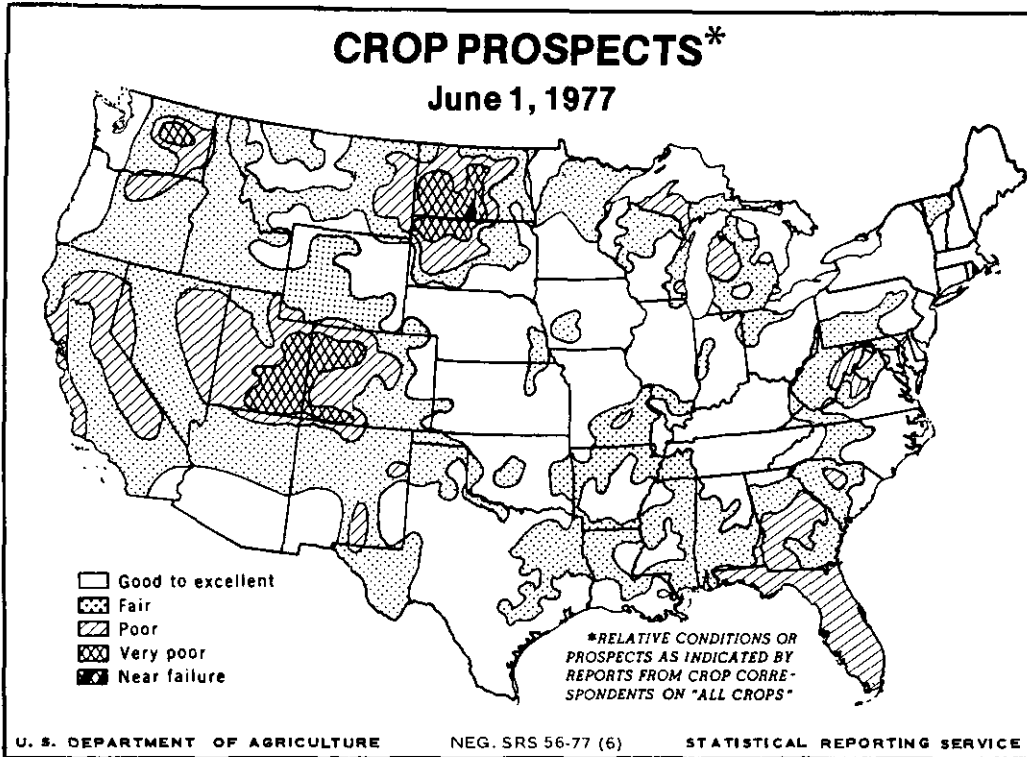 CROP PROSPECTS*
June 1, 1977
Good to excellent
Fair
Poor
Very poor
Near failure
*RELATIVE CONDITIONS OR
PROSPECTS AS INDICATED BY
REPORTS FROM CROP CORRE-
SPONDENTS ON "ALL CROPS"
U. S. DEPARTMENT OF AGRICULTURE NEG. SRS 56-77 (6) STATISTICAL REPORTING SERVICE